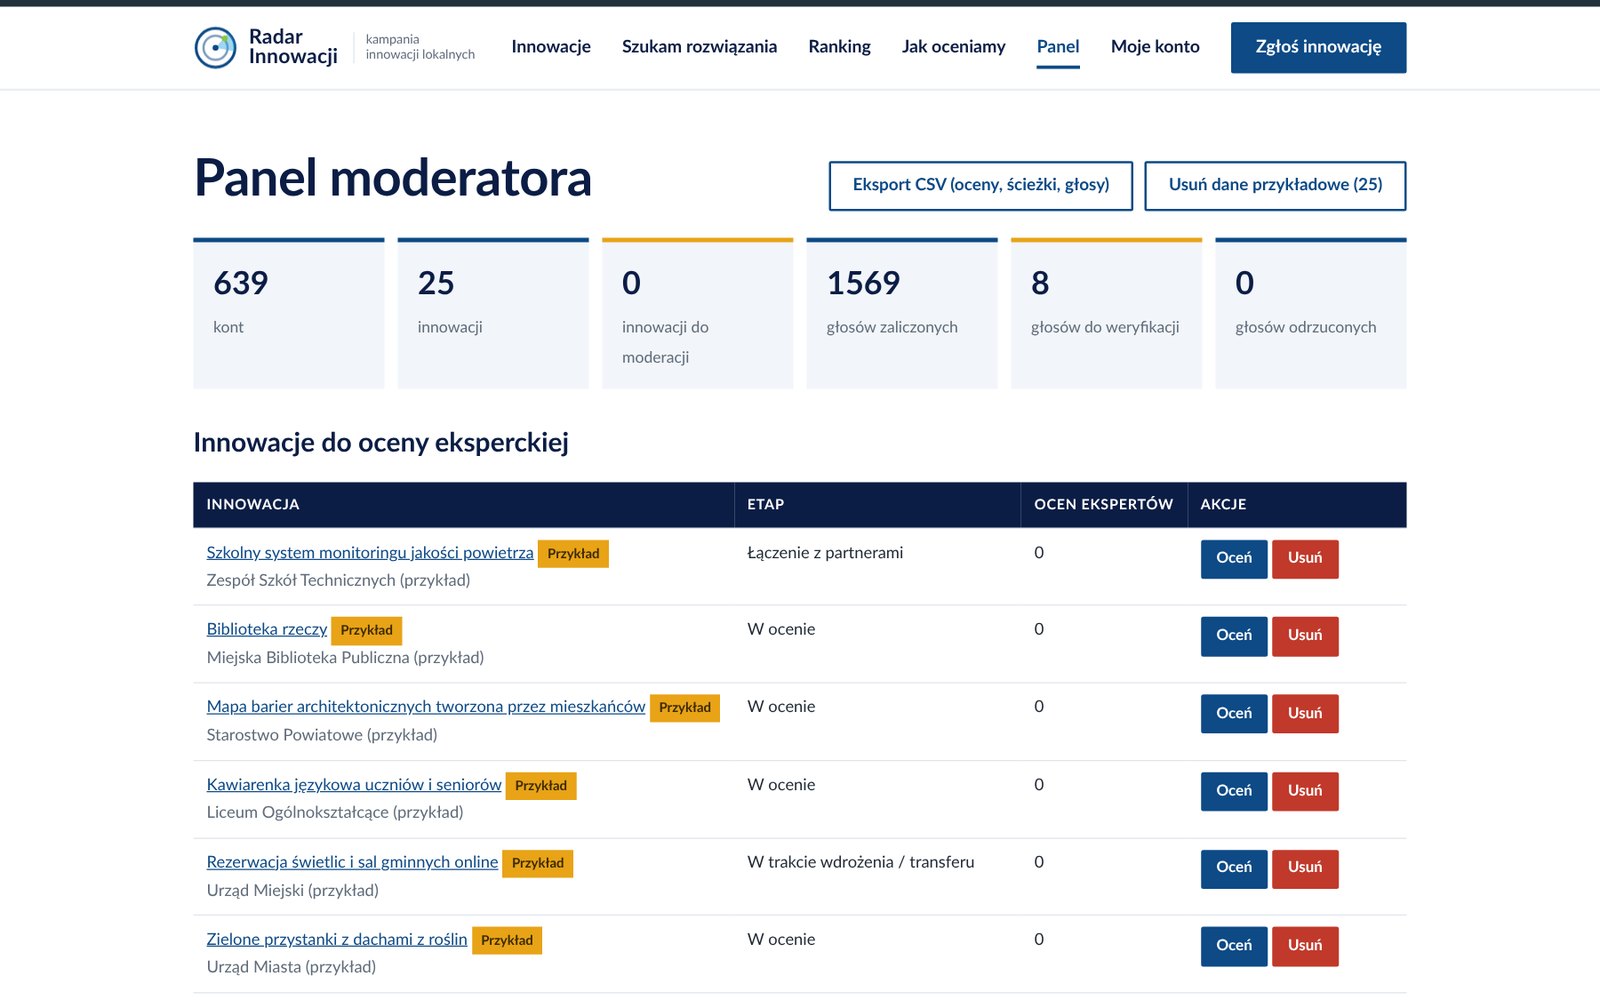 Radar
Innowacji
kampania
innowacji lokalnych
Innowacje
Szukam rozwiązania
Ranking
Jak oceniamy
Panel
Moje konto
Zgłoś innowację
Panel moderatora
Eksport CSV (oceny, ścieżki, głosy)
Usuń dane przykładowe (25)
639
kont
25
innowacji
0
innowacji do
moderacji
1569
głosów zaliczonych
8
głosów do weryfikacji
0
głosów odrzuconych
Innowacje do oceny eksperckiej
INNOWACJA ETAP OCEN EKSPERTÓW AKCJE
Szkolny system monitoringu jakości powietrza Przykład Łączenie z partnerami 0 Oceń Usuń
Zespół Szkół Technicznych (przykład)
Biblioteka rzeczy Przykład W ocenie 0 Oceń Usuń
Miejska Biblioteka Publiczna (przykład)
Mapa barier architektonicznych tworzona przez mieszkańców Przykład W ocenie 0 Oceń Usuń
Starostwo Powiatowe (przykład)
Kawiarenka językowa uczniów i seniorów Przykład W ocenie 0 Oceń Usuń
Liceum Ogólnokształcące (przykład)
Rezerwacja świetlic i sal gminnych online Przykład W trakcie wdrożenia / transferu 0 Oceń Usuń
Urząd Miejski (przykład)
Zielone przystanki z dachami z roślin Przykład W ocenie 0 Oceń Usuń
Urząd Miasta (przykład)